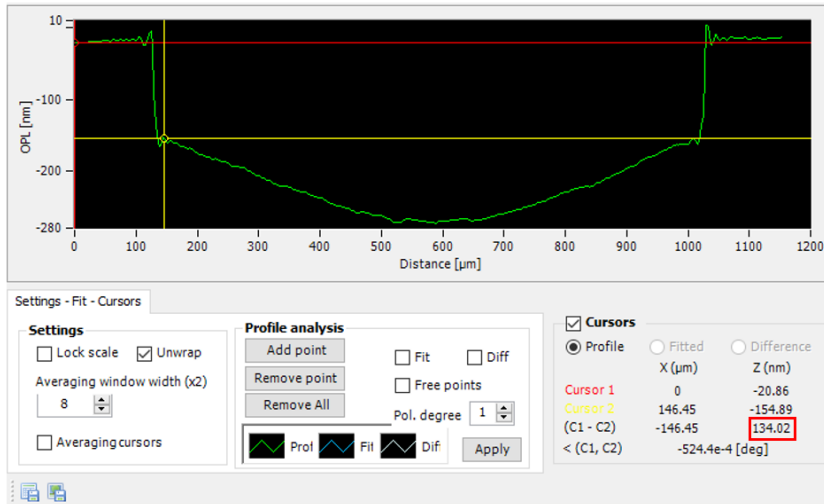 10
-100
-200
-280
OPL [nm]
0 100 200 300 400 500 600 700 800 900 1000 1100 1200
Distance [µm]
Settings - Fit - Cursors
Settings
Lock scale Unwrap
Averaging window width (x2)
8
Averaging cursors
Profile analysis
Add point
Remove point
Remove All
Fit Diff
Free points
Pol. degree 1
Prof Fit Dif
Apply
Cursors
Profile Fitted Difference
X (µm) Z (nm)
Cursor 1 0 -20.86
Cursor 2 146.45 -154.89
(C1 - C2) -146.45 134.02
< (C1, C2) -524.4e-4 [deg]